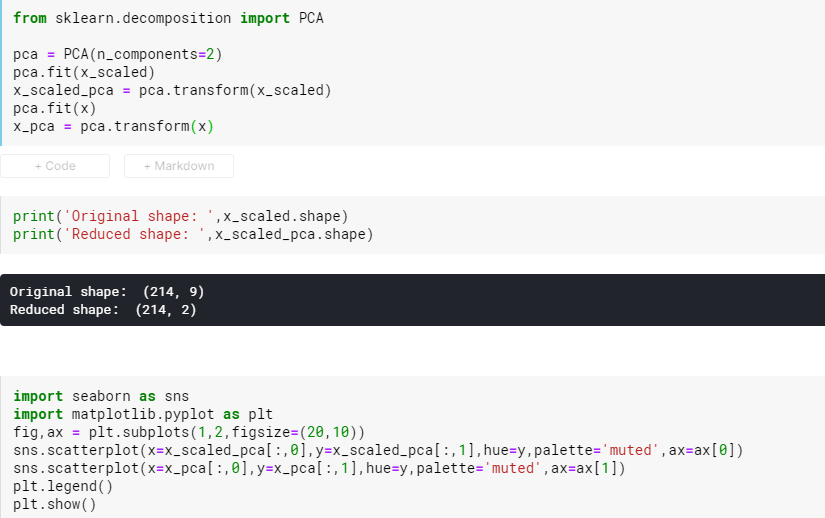 from sklearn.decomposition import PCA
pca = PCA(n_components=2)
pca.fit(x_scaled)
x_scaled_pca = pca.transform(x_scaled)
pca.fit(x)
x_pca = pca.transform(x)
+ Code + Markdown
print('Original shape: ',x_scaled.shape)
print('Reduced shape: ',x_scaled_pca.shape)
Original shape:  (214, 9)
Reduced shape:  (214, 2)
import seaborn as sns
import matplotlib.pyplot as plt
fig,ax = plt.subplots(1,2,figsize=(20,10))
sns.scatterplot(x=x_scaled_pca[:,0],y=x_scaled_pca[:,1],hue=y,palette='muted',ax=ax[0])
sns.scatterplot(x=x_pca[:,0],y=x_pca[:,1],hue=y,palette='muted',ax=ax[1])
plt.legend()
plt.show()